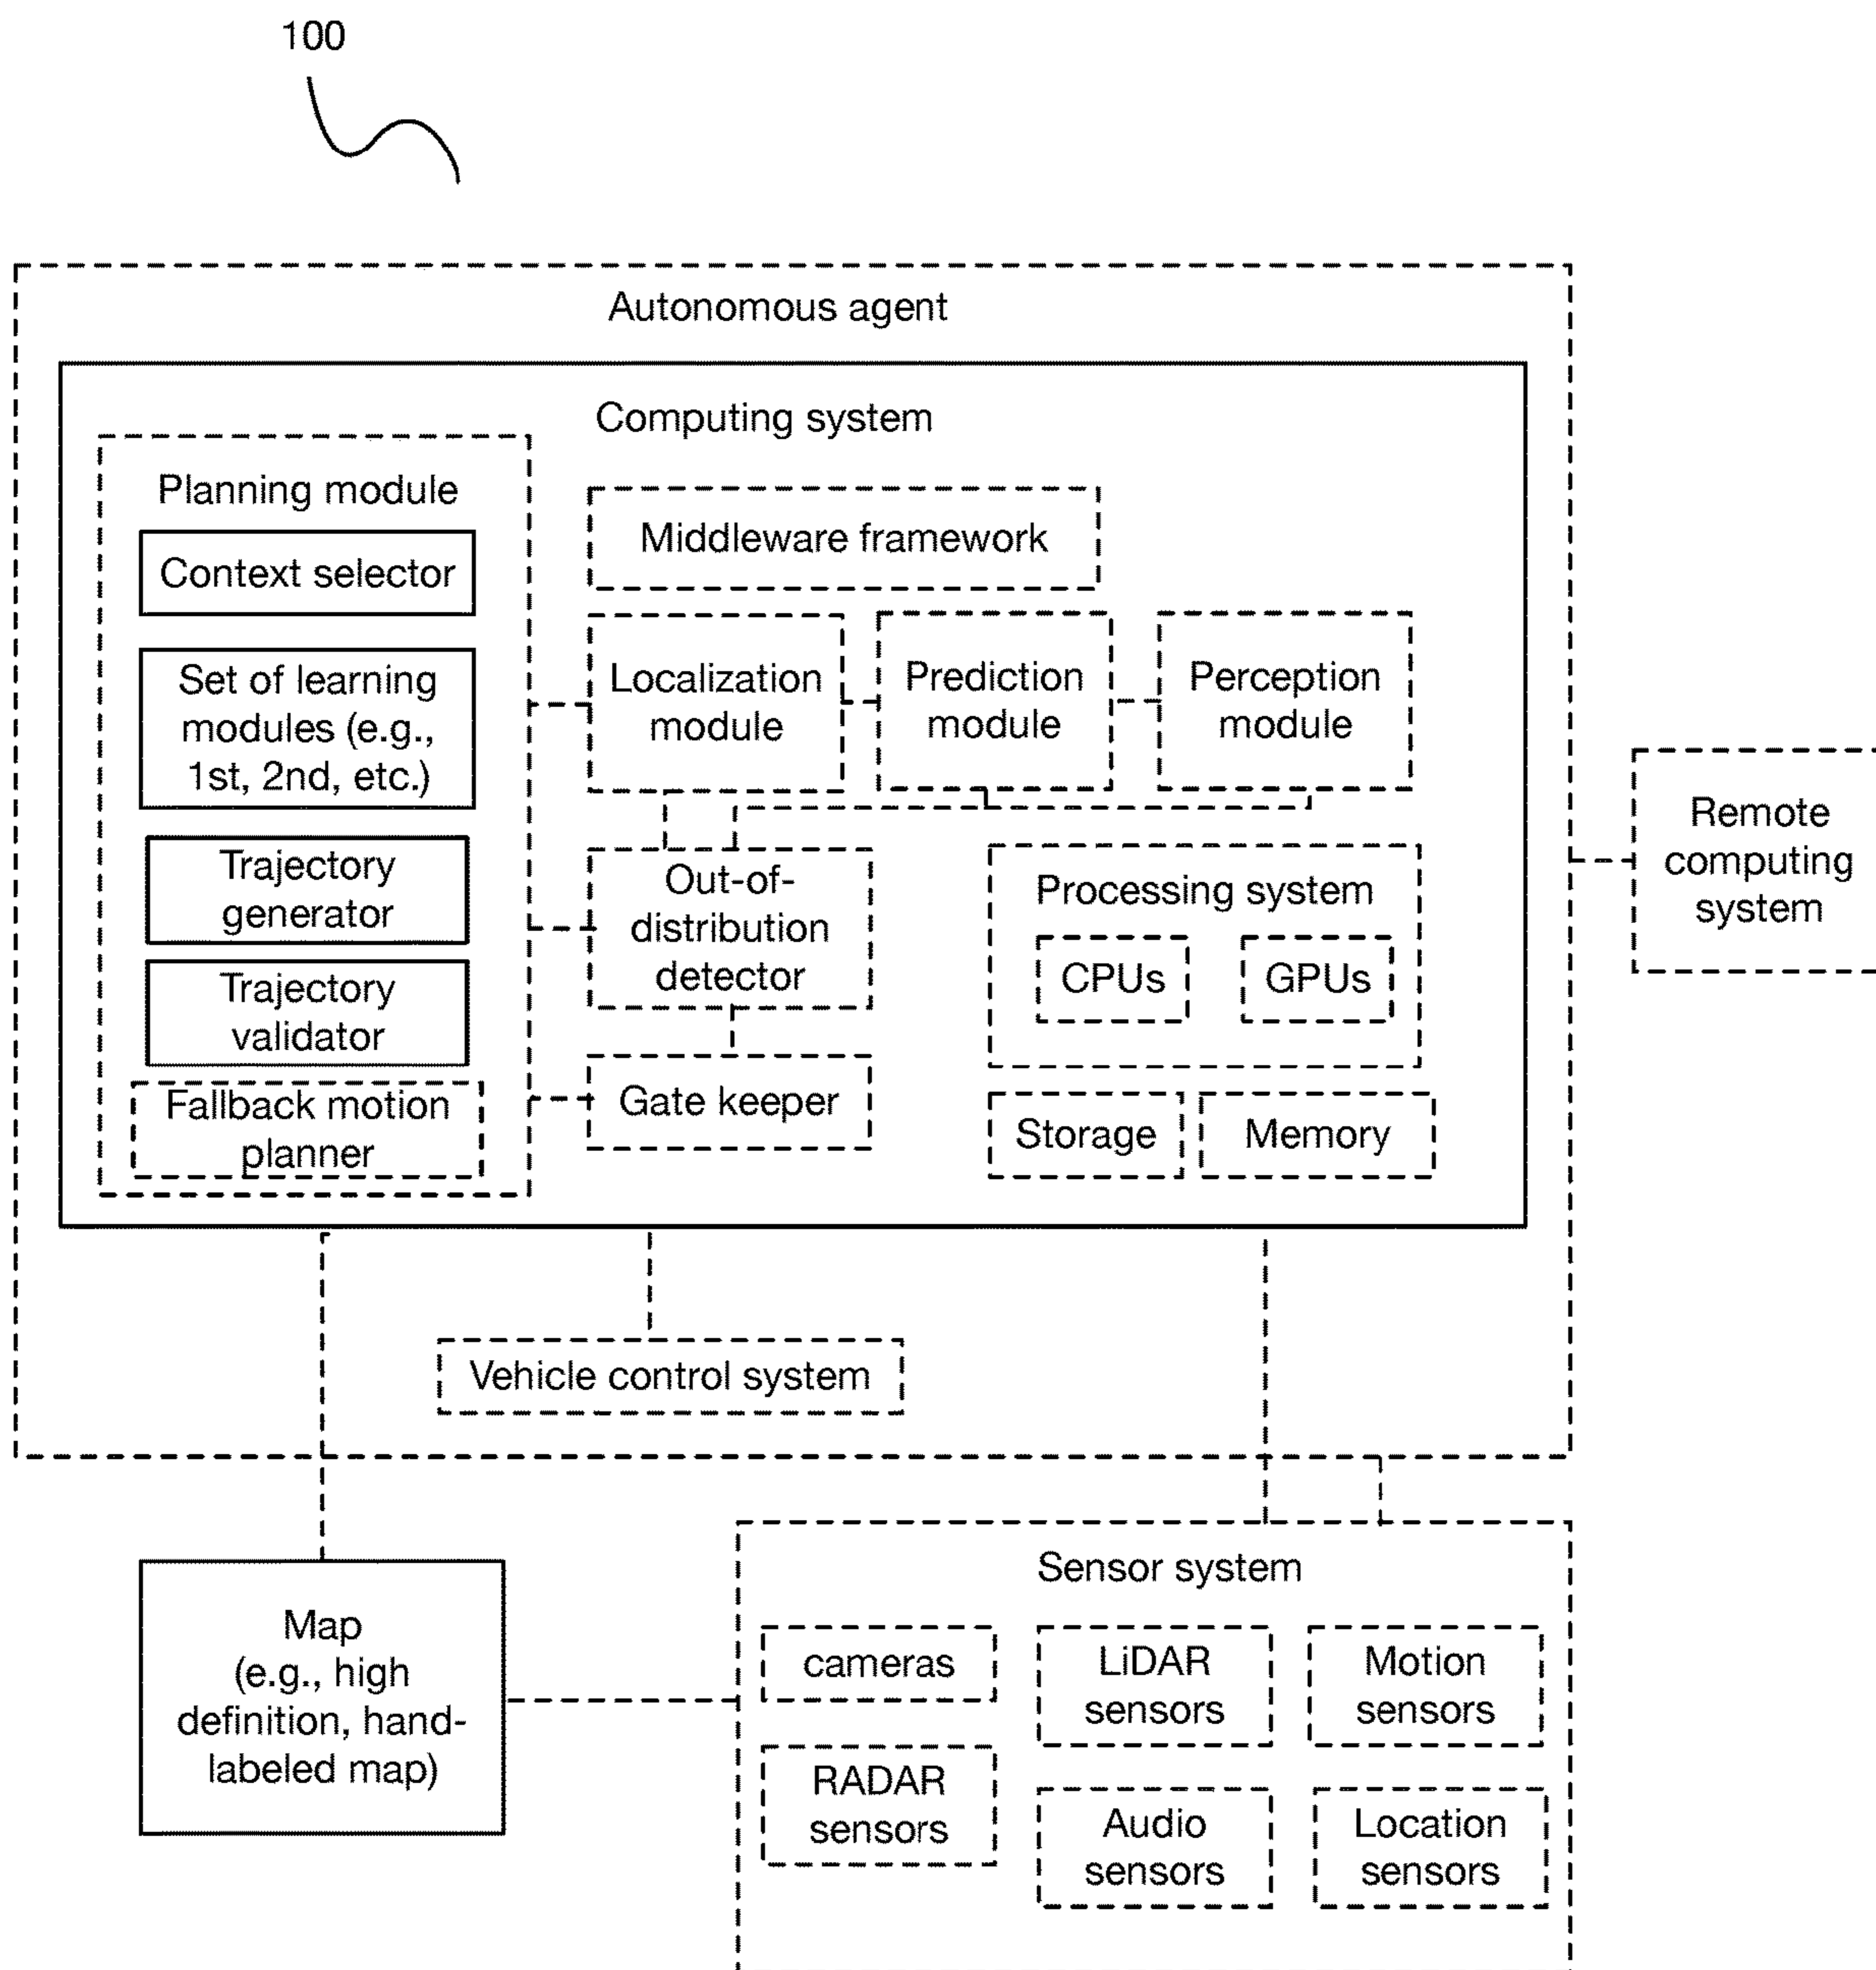 100
Autonomous agent
Computing system
Planning module
Context selector
Set of learning
modules (e.g.,
1st, 2nd, etc.)
Trajectory
generator
Trajectory
validator
Fallback motion
planner
Middleware framework
Localization
module
Prediction
module
Perception
module
Out-of-
distribution
detector
Gate keeper
Processing system
CPUs
GPUs
Storage
Memory
Remote
computing
system
Vehicle control system
Map
(e.g., high
definition, hand-
labeled map)
Sensor system
cameras
LiDAR
sensors
Motion
sensors
RADAR
sensors
Audio
sensors
Location
sensors